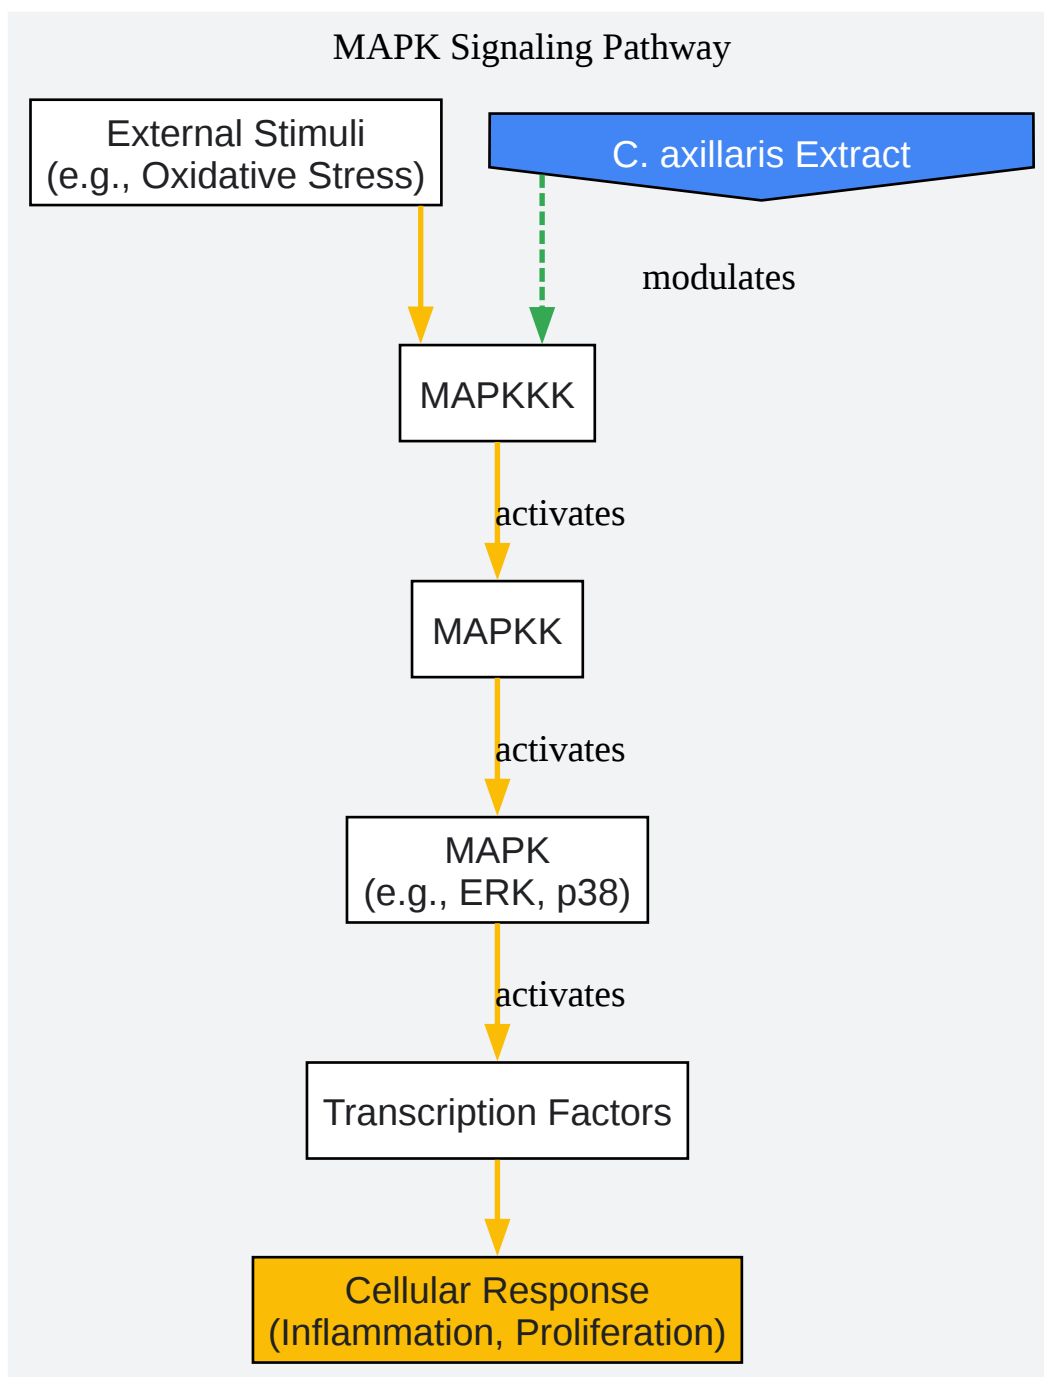 MAPK Signaling Pathway
External Stimuli
(e.g., Oxidative Stress)
C. axillaris Extract
modulates
MAPKKK
activates
MAPKK
activates
MAPK
(e.g., ERK, p38)
activates
Transcription Factors
Cellular Response
(Inflammation, Proliferation)